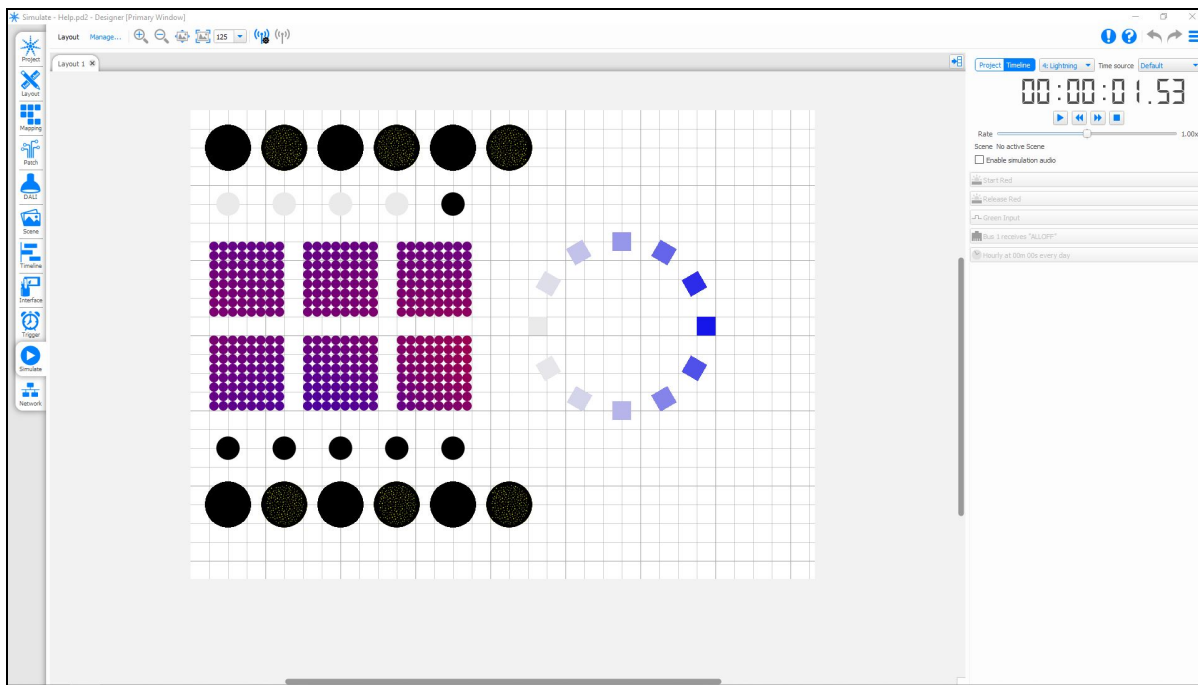 Simulate - Help.pd2 - Designer [Primary Window]
Layout Manage... 125
Project
Layout
Mapping
Patch
DALI
Scene
Timeline
Interface
Trigger
Simulate
Network
Layout 1
Project Timeline 4: Lightning Time source Default
00:00:01.53
Rate 1.00x
Scene No active Scene
Enable simulation audio
Start Red
Release Red
Green Input
Bus 1 receives "ALLOFF"
Hourly at 00m 00s every day